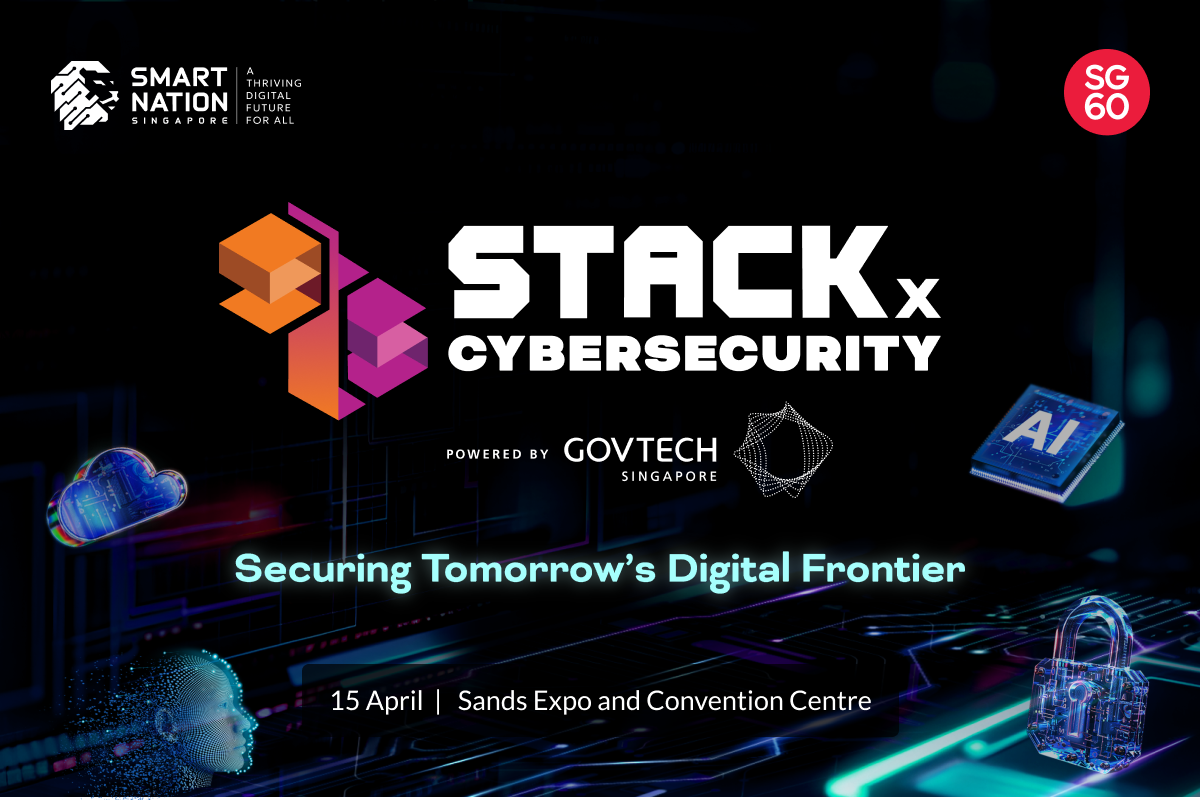 SMART
NATION
SINGAPORE
A
THRIVING
DIGITAL
FUTURE
FOR ALL
SG
60
STACK x
CYBERSECURITY
POWERED BY GOVTECH
SINGAPORE
AI
Securing Tomorrow’s Digital Frontier
15 April | Sands Expo and Convention Centre